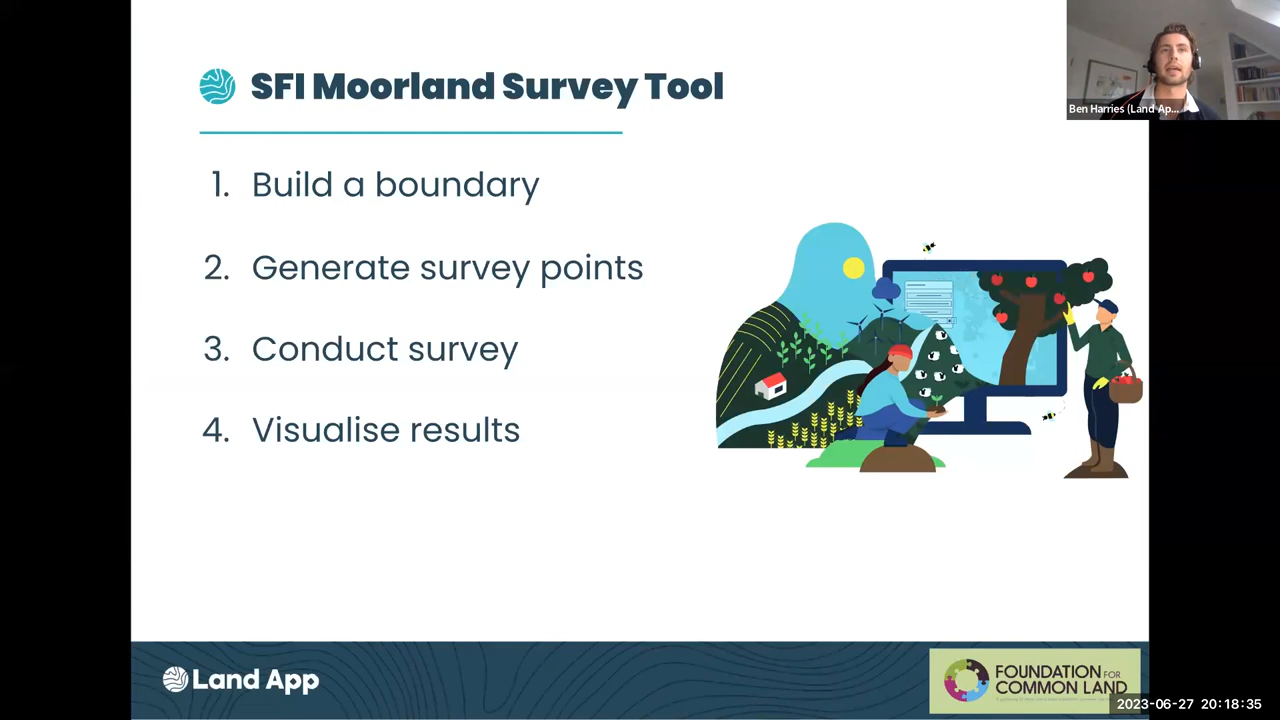 SFI Moorland Survey Tool
Ben Harries (Land Ap...
1. Build a boundary
2. Generate survey points
3. Conduct survey
4. Visualise results
Land App
FOUNDATION FOR
COMMON LAND
2023-06-27 20:18:35